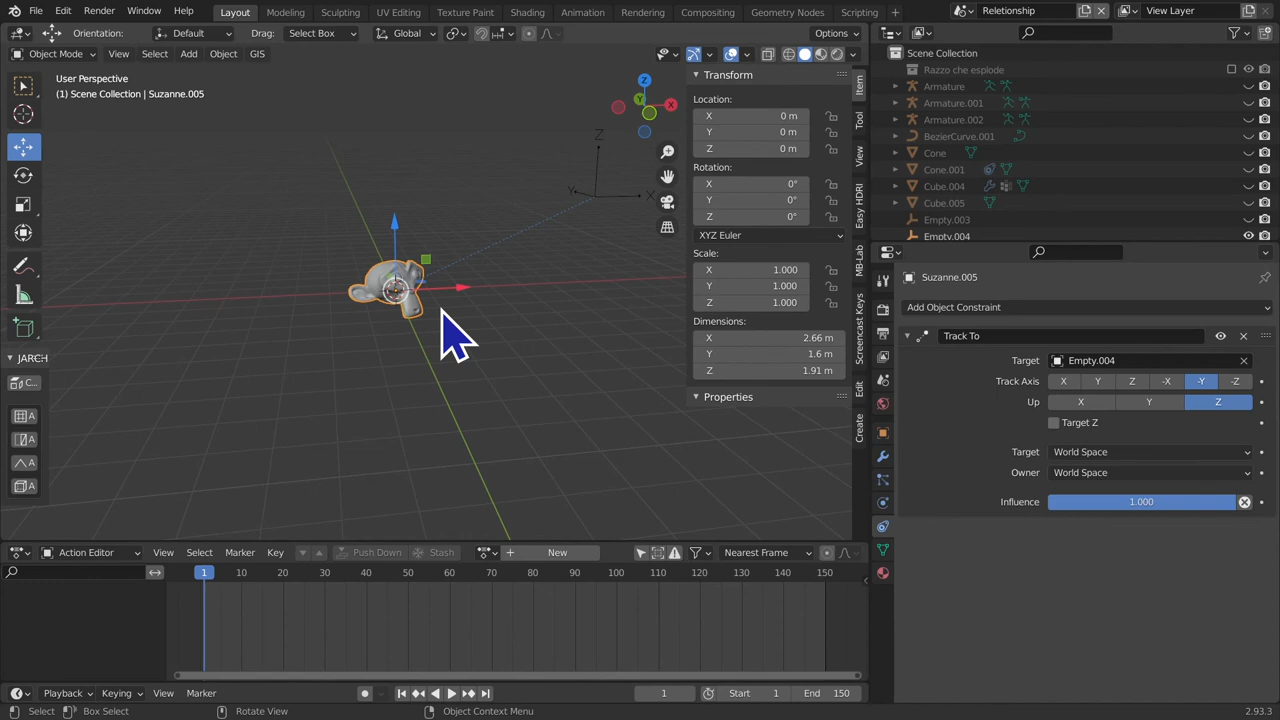 File Edit Render Window Help Layout Modeling Sculpting UV Editing Texture Paint Shading Animation Rendering Compositing Geometry Nodes Scripting + Relationship View Layer
Orientation: Default Drag: Select Box Global Options
Object Mode View Select Add Object GIS
User Perspective
(1) Scene Collection | Suzanne.005
Z
X
Y
Z
Y
X
JARCH
C...
A
A
A
A
Transform
Location:
X 0 m
Y 0 m
Z 0 m
Rotation:
X 0°
Y 0°
Z 0°
XYZ Euler
Scale:
X 1.000
Y 1.000
Z 1.000
Dimensions:
X 2.66 m
Y 1.6 m
Z 1.91 m
Properties
Item
Tool
View
Easy HDRI
MB-Lab
Screencast Keys
Edit
Create
Scene Collection
Razzo che esplode
Armature
Armature.001
Armature.002
BezierCurve.001
Cone
Cone.001
Cube.004
Cube.005
Empty.003
Empty.004
Suzanne.005
Add Object Constraint
Track To
Target Empty.004
Track Axis X Y Z -X -Y -Z
Up X Y Z
Target Z
Target World Space
Owner World Space
Influence 1.000
Action Editor View Select Marker Key Push Down Stash New Nearest Frame
1 10 20 30 40 50 60 70 80 90 100 110 120 130 140 150
Playback Keying View Marker 1 Start 1 End 150
Select Box Select Rotate View Object Context Menu 2.93.3